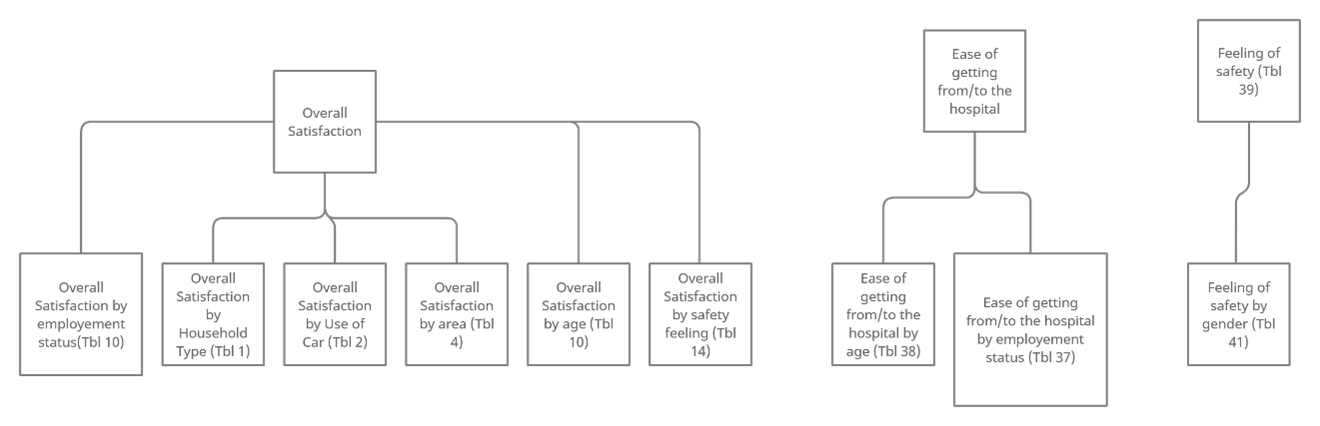 Overall
Satisfaction
Ease of
getting
from/to the
hospital
Feeling of
safety (Tbl
39)
Overall
Satisfaction by
employement
status(Tbl 10)
Overall
Satisfaction
by
Household
Type (Tbl 1)
Overall
Satisfaction
by Use of
Car (Tbl 2)
Overall
Satisfaction
by area (Tbl
4)
Overall
Satisfaction
by age (Tbl
10)
Overall
Satisfaction
by safety
feeling (Tbl
14)
Ease of
getting
from/to the
hospital by
age (Tbl 38)
Ease of getting
from/to the hospital
by employement
status (Tbl 37)
Feeling of
safety by
gender (Tbl
41)